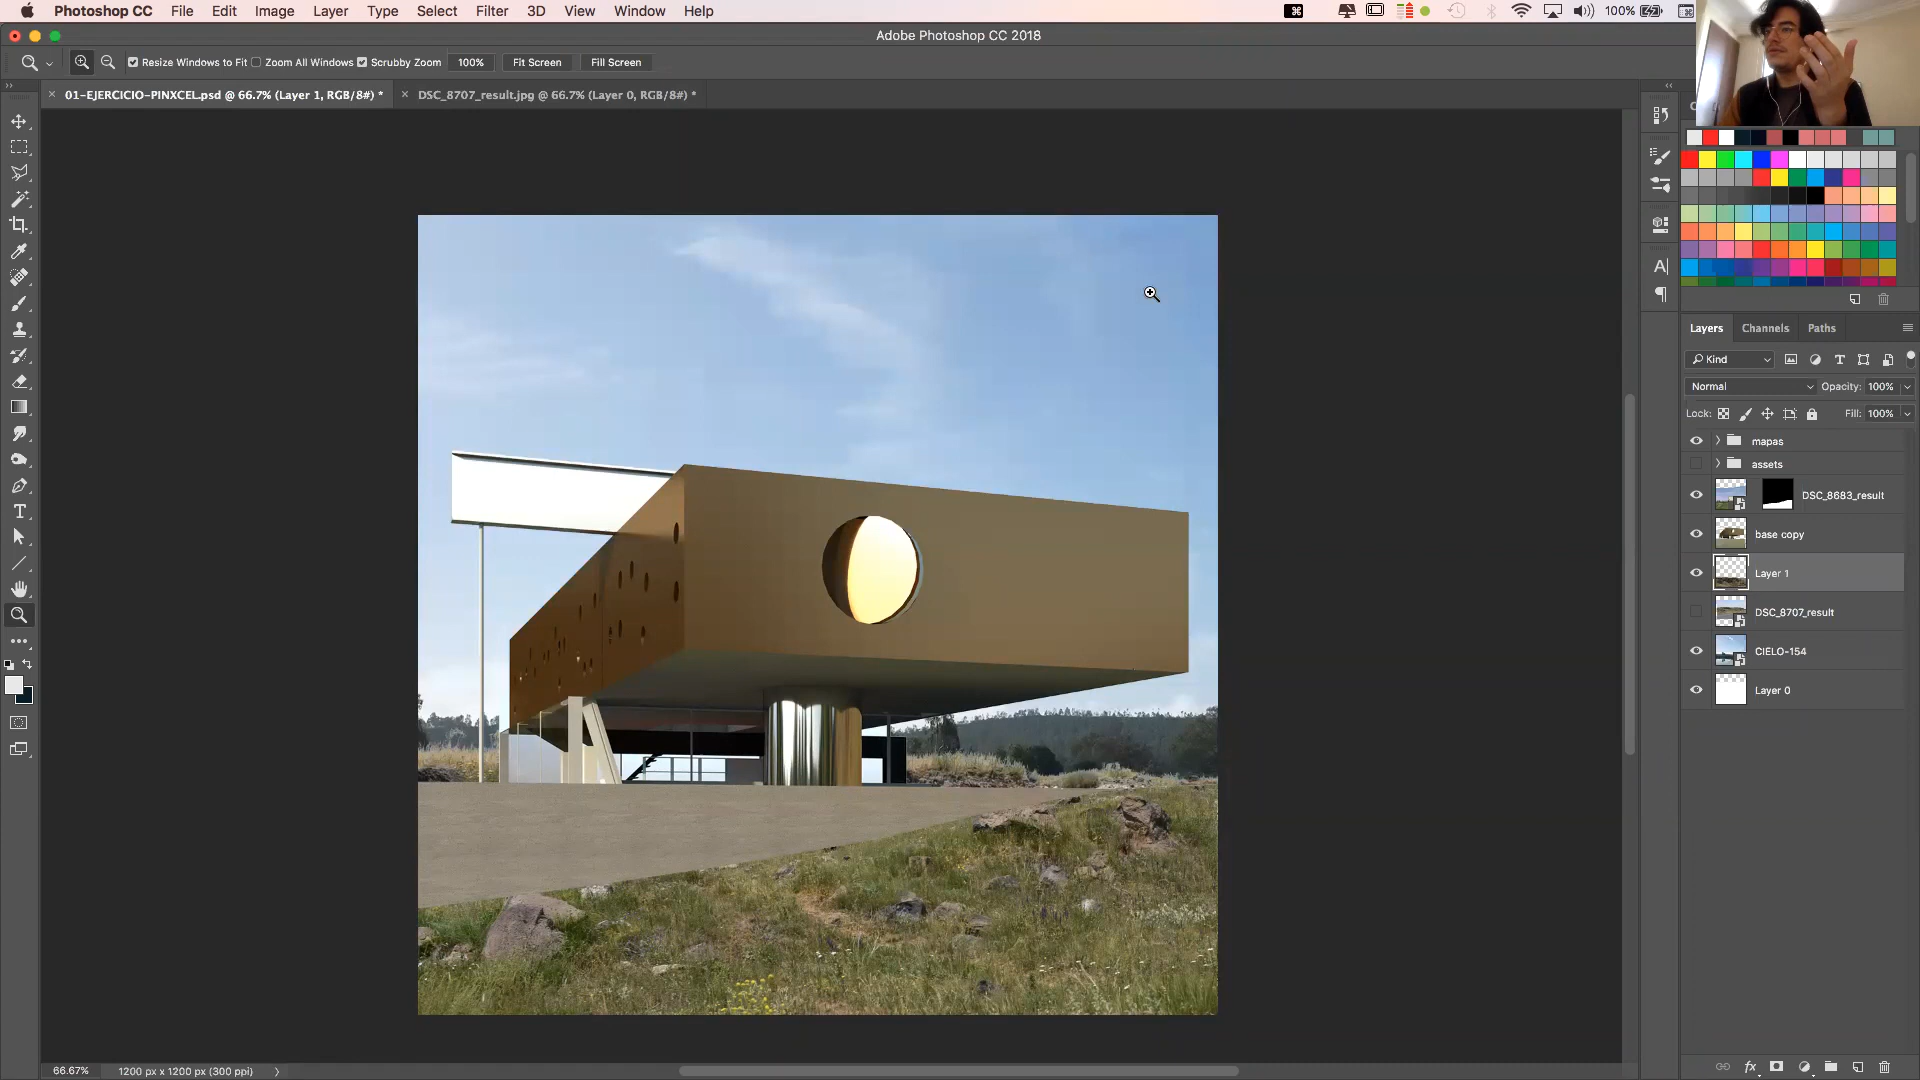 Photoshop CC File Edit Image Layer Type Select Filter 3D View Window Help 100%
Adobe Photoshop CC 2018
Resize Windows to Fit Zoom All Windows Scrubby Zoom 100% Fit Screen Fill Screen
01-EJERCICIO-PINXCEL.psd @ 66.7% (Layer 1, RGB/8#) * DSC_8707_result.jpg @ 66.7% (Layer 0, RGB/8#) *
Layers Channels Paths
Kind
Normal Opacity: 100%
Lock: Fill: 100%
mapas
assets
DSC_8683_result
base copy
Layer 1
DSC_8707_result
CIELO-154
Layer 0
66.67% 1200 px x 1200 px (300 ppi)